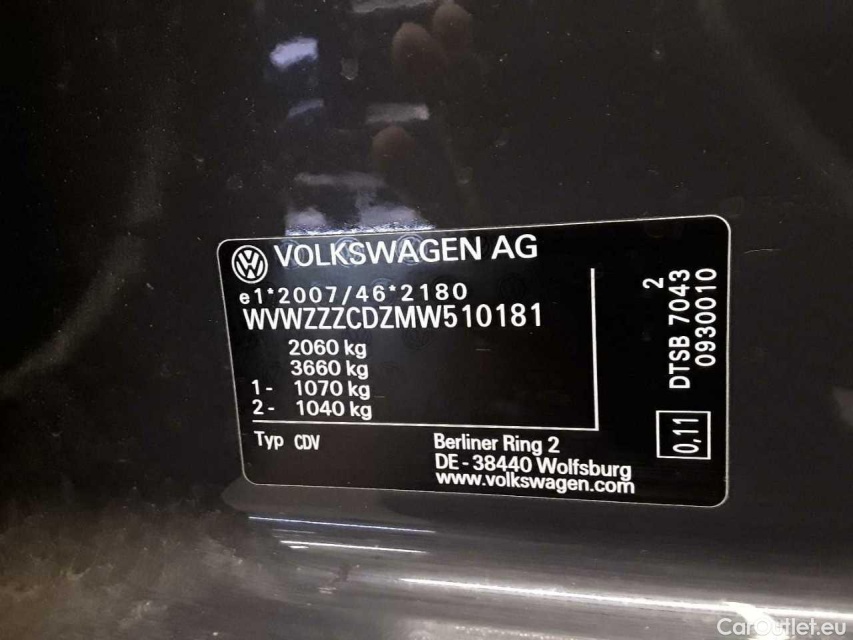 VOLKSWAGEN AG
e1*2007/46*2180
WVWZZZCDZMW510181
2060 kg
3660 kg
1- 1070 kg
2- 1040 kg
Typ CDV
Berliner Ring 2
DE-38440 Wolfsburg
www.volkswagen.com
2
DTSB 7043
0930010
0,11
CarOutlet.eu